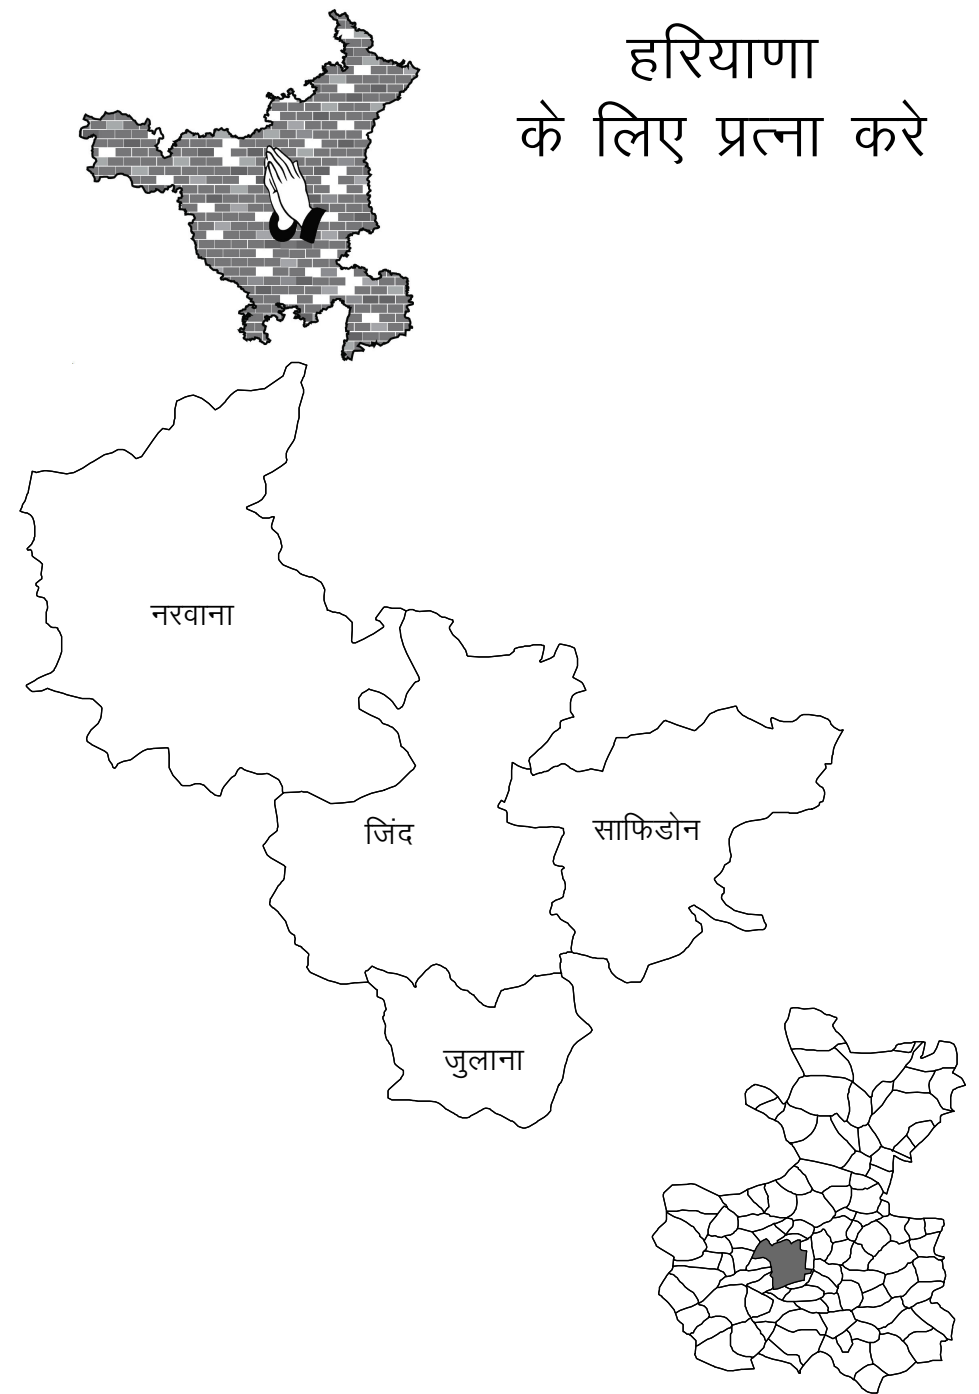 हरियाणा
के लिए प्रत्ना करे
नरवाना
जिंद
साफिडोन
जुलाना